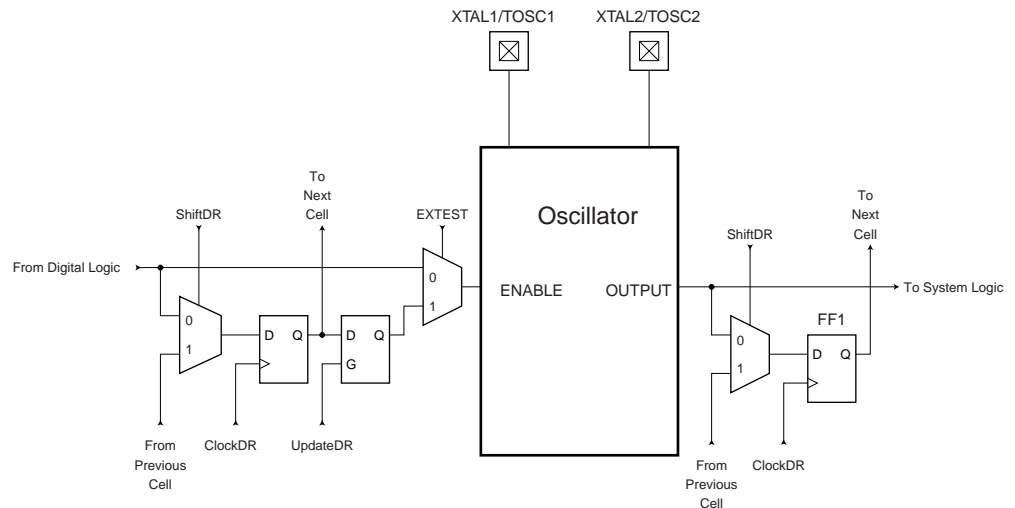 XTAL1/TOSC1
XTAL2/TOSC2
To
Next
Cell
ShiftDR
EXTEST
From Digital Logic
0
1
D Q
D Q
G
0
1
From
Previous
Cell
ClockDR
UpdateDR
Oscillator
ENABLE
OUTPUT
To
Next
Cell
ShiftDR
To System Logic
FF1
0
1
D Q
From
Previous
Cell
ClockDR